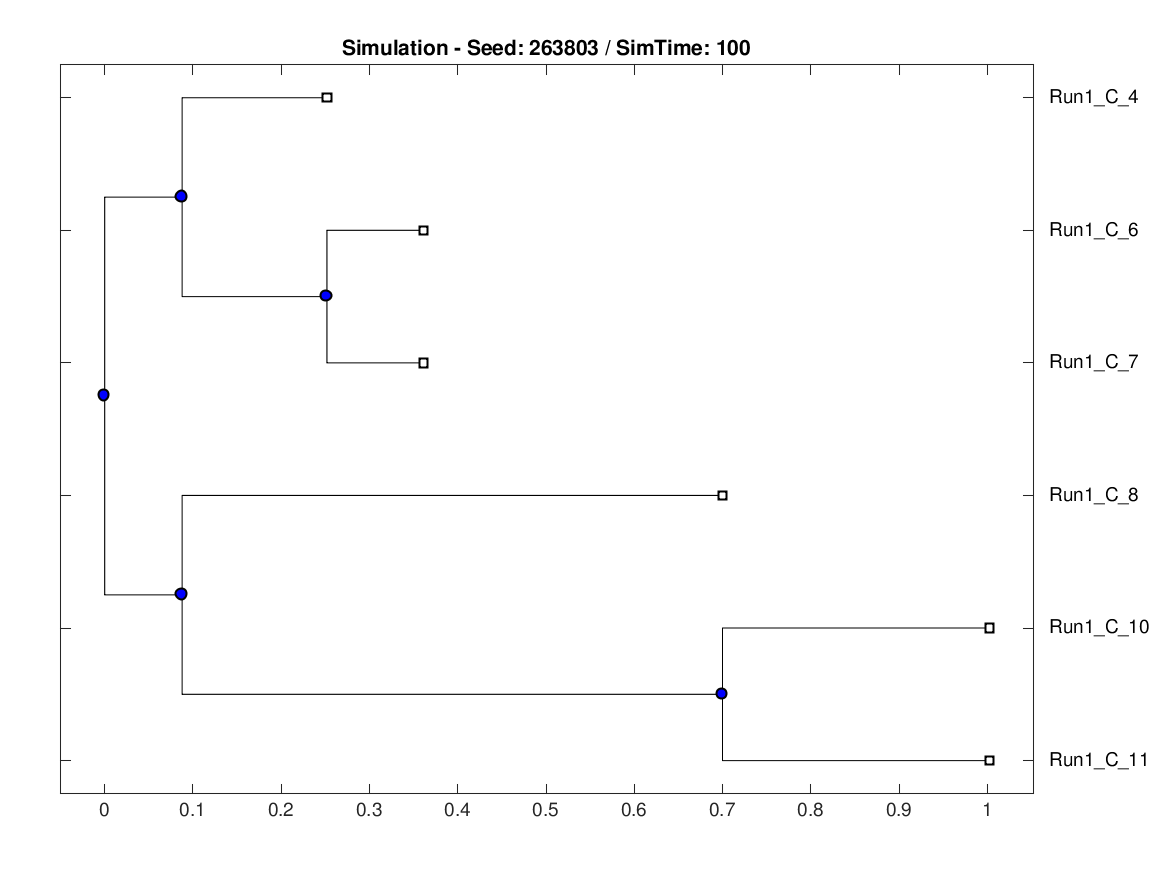 Simulation - Seed: 263803 / SimTime: 100
Run1_C_4
Run1_C_6
Run1_C_7
Run1_C_8
Run1_C_10
Run1_C_11
0 0.1 0.2 0.3 0.4 0.5 0.6 0.7 0.8 0.9 1